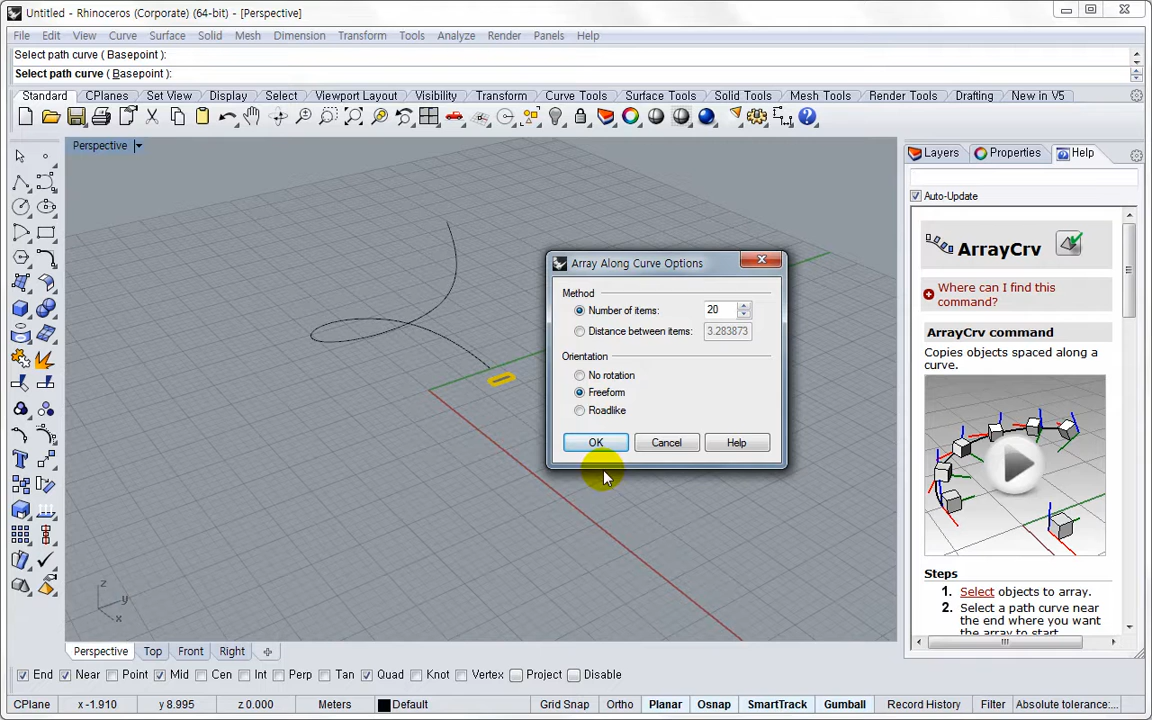 Untitled - Rhinoceros (Corporate) (64-bit) - [Perspective]
File Edit View Curve Surface Solid Mesh Dimension Transform Tools Analyze Render Panels Help
Select path curve ( Basepoint ):
Select path curve ( Basepoint ):
Standard CPlanes Set View Display Select Viewport Layout Visibility Transform Curve Tools Surface Tools Solid Tools Mesh Tools Render Tools Drafting New in V5
Perspective
Layers Properties Help
Auto-Update
ArrayCrv
Where can I find this
command?
ArrayCrv command
Copies objects spaced along a
curve.
Steps
1. Select objects to array.
2. Select a path curve near
the end where you want
the array to start
Array Along Curve Options
Method
Number of items: 20
Distance between items: 3.283873
Orientation
No rotation
Freeform
Roadlike
OK Cancel Help
z
y
x
Perspective Top Front Right
End Near Point Mid Cen Int Perp Tan Quad Knot Vertex Project Disable
CPlane x -1.910 y 8.995 z 0.000 Meters Default Grid Snap Ortho Planar Osnap SmartTrack Gumball Record History Filter Absolute tolerance:...